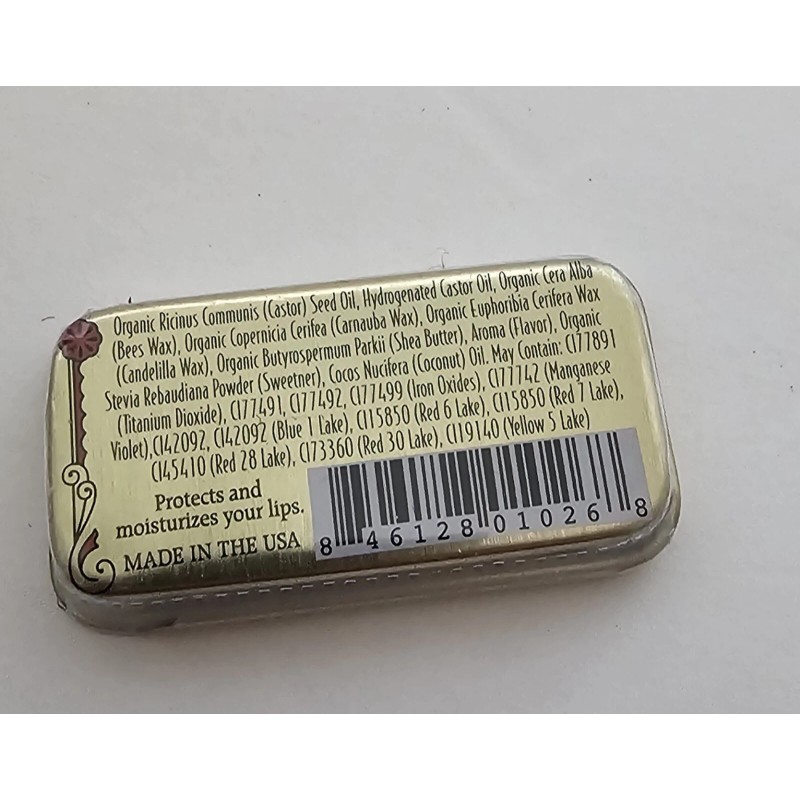 Organic Ricinus Communis (Castor) Seed Oil, Hydrogenated Castor Oil, Organic Cera Alba
(Bees Wax), Organic Copernicia Cerifea (Carnauba Wax), Organic Euphoribia Cerifera Wax
(Candelilla Wax), Organic Butyrospermum Parkii (Shea Butter), Aroma (Flavor), Organic
Stevia Rebaudiana Powder (Sweetner), Cocos Nucifera (Coconut) Oil. May Contain: CI77891
(Titanium Dioxide), CI77491, CI77492, CI77499 (Iron Oxides), CI77742 (Manganese
Violet),CI42092, CI42092 (Blue 1 Lake), CI15850 (Red 6 Lake), CI15850 (Red 7 Lake),
CI45410 (Red 28 Lake), CI73360 (Red 30 Lake), CI19140 (Yellow 5 Lake)
Protects and
moisturizes your lips.
MADE IN THE USA
8 46128 01026 8